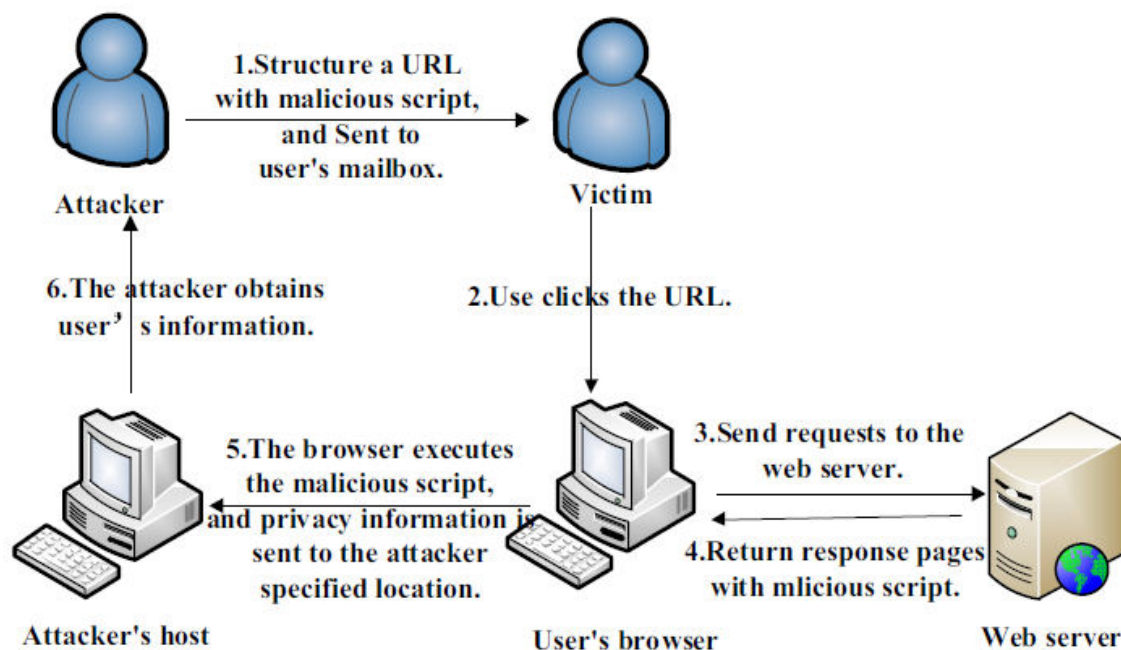 1.Structure a URL
with malicious script,
and Sent to
user's mailbox.
Attacker
Victim
6.The attacker obtains
user’s information.
2.Use clicks the URL.
5.The browser executes
the malicious script,
and privacy information is
sent to the attacker
specified location.
3.Send requests to the
web server.
4.Return response pages
with mlicious script.
Attacker's host
User's browser
Web server